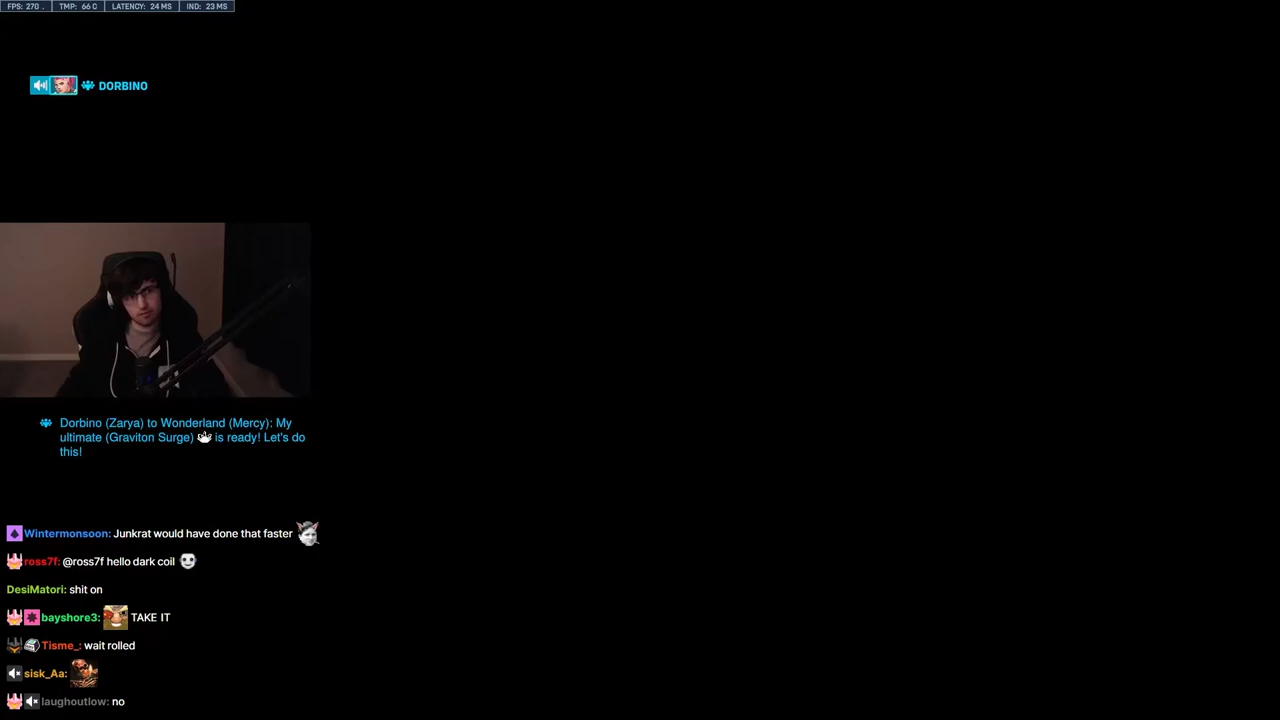 FPS: 270 . TMP: 66 C LATENCY: 24 MS IND: 23 MS
DORBINO
Dorbino (Zarya) to Wonderland (Mercy): My
ultimate (Graviton Surge) is ready! Let's do
this!
Wintermonsoon: Junkrat would have done that faster
ross7f: @ross7f hello dark coil
DesiMatori: shit on
bayshore3: TAKE IT
Tisme_: wait rolled
sisk_Aa:
laughoutlow: no